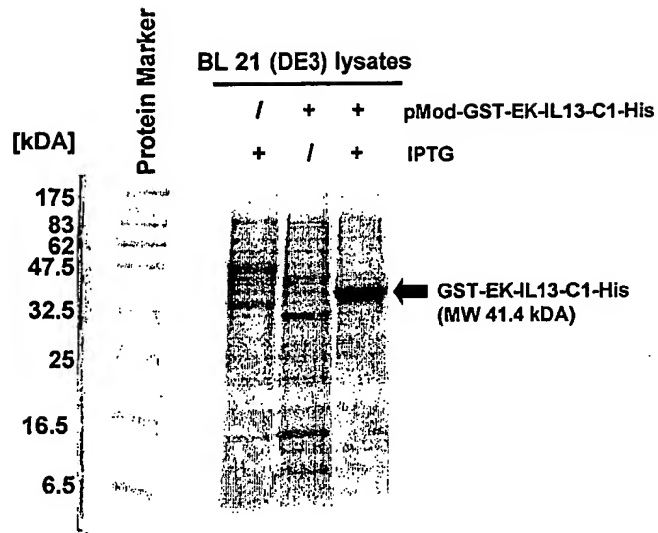 Protein Marker
BL 21 (DE3) lysates
/ + + pMod-GST-EK-IL13-C1-His
[kDA]
+ / + IPTG
175
83
62
47.5
GST-EK-IL13-C1-His
(MW 41.4 kDA)
32.5
25
16.5
6.5